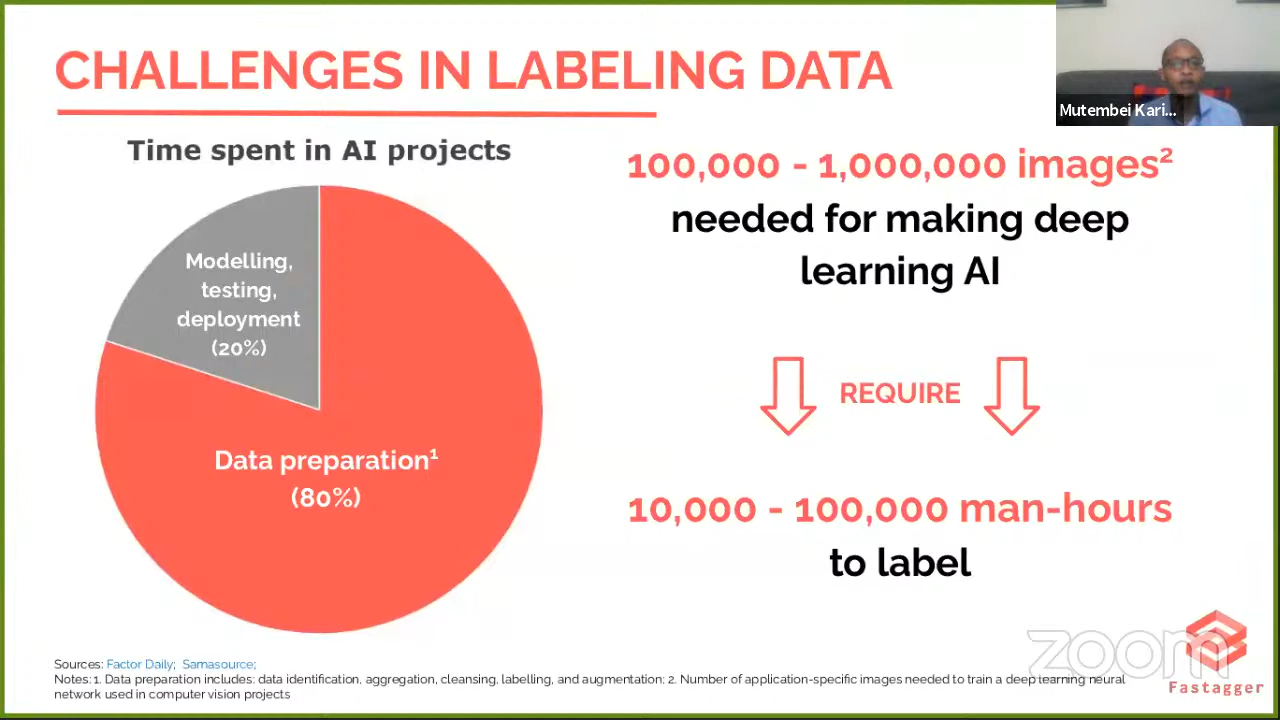 CHALLENGES IN LABELING DATA
Mutembei Kari...
Time spent in AI projects
Modelling,
testing,
deployment
(20%)
Data preparation¹
(80%)
100,000 - 1,000,000 images²
needed for making deep
learning AI
REQUIRE
10,000 - 100,000 man-hours
to label
Sources: Factor Daily; Samasource;
Notes: 1. Data preparation includes: data identification, aggregation, cleansing, labelling, and augmentation; 2. Number of application-specific images needed to train a deep learning neural
network used in computer vision projects
zoom
Fastagger